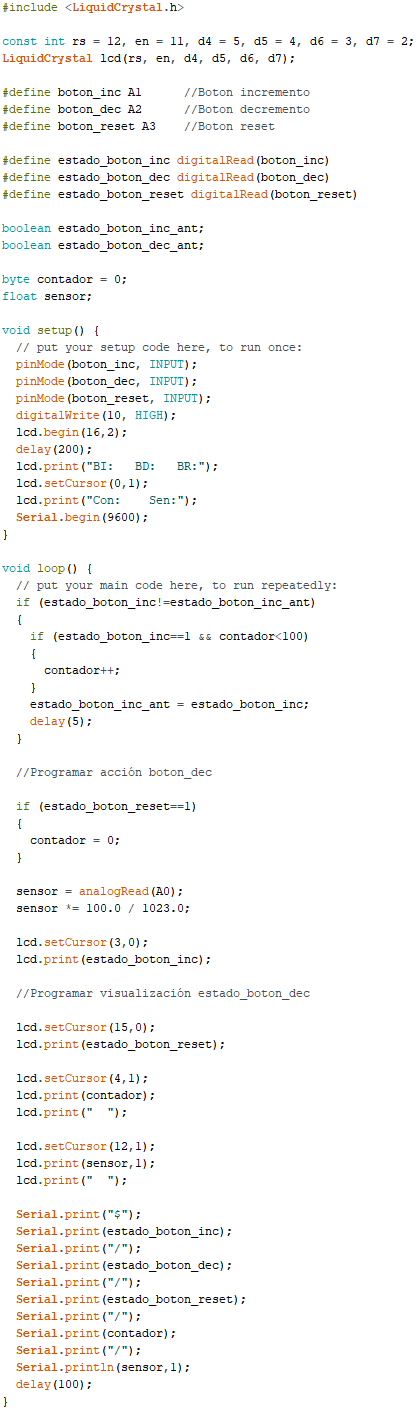 #include <LiquidCrystal.h>

const int rs = 12, en = 11, d4 = 5, d5 = 4, d6 = 3, d7 = 2;
LiquidCrystal lcd(rs, en, d4, d5, d6, d7);

#define boton_inc A1      //Boton incremento
#define boton_dec A2      //Boton decremento
#define boton_reset A3    //Boton reset

#define estado_boton_inc digitalRead(boton_inc)
#define estado_boton_dec digitalRead(boton_dec)
#define estado_boton_reset digitalRead(boton_reset)

boolean estado_boton_inc_ant;
boolean estado_boton_dec_ant;

byte contador = 0;
float sensor;

void setup() {
  // put your setup code here, to run once:
  pinMode(boton_inc, INPUT);
  pinMode(boton_dec, INPUT);
  pinMode(boton_reset, INPUT);
  digitalWrite(10, HIGH);
  lcd.begin(16,2);
  delay(200);
  lcd.print("BI:   BD:   BR:");
  lcd.setCursor(0,1);
  lcd.print("Con:    Sen:");
  Serial.begin(9600);
}

void loop() {
  // put your main code here, to run repeatedly:
  if (estado_boton_inc!=estado_boton_inc_ant)
  {
    if (estado_boton_inc==1 && contador<100)
    {
      contador++;
    }
    estado_boton_inc_ant = estado_boton_inc;
    delay(5);
  }

  //Programar acción boton_dec

  if (estado_boton_reset==1)
  {
    contador = 0;
  }

  sensor = analogRead(A0);
  sensor *= 100.0 / 1023.0;

  lcd.setCursor(3,0);
  lcd.print(estado_boton_inc);

  //Programar visualización estado_boton_dec

  lcd.setCursor(15,0);
  lcd.print(estado_boton_reset);

  lcd.setCursor(4,1);
  lcd.print(contador);
  lcd.print("  ");

  lcd.setCursor(12,1);
  lcd.print(sensor,1);
  lcd.print("  ");

  Serial.print("$");
  Serial.print(estado_boton_inc);
  Serial.print("/");
  Serial.print(estado_boton_dec);
  Serial.print("/");
  Serial.print(estado_boton_reset);
  Serial.print("/");
  Serial.print(contador);
  Serial.print("/");
  Serial.println(sensor,1);
  delay(100);
}